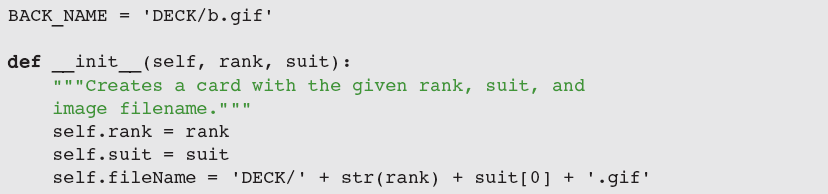 BACK_NAME = 'DECK/b.gif'
def __init__(self, rank, suit):
    """Creates a card with the given rank, suit, and
    image filename."""
    self.rank = rank
    self.suit = suit
    self.fileName = 'DECK/' + str(rank) + suit[0] + '.gif'